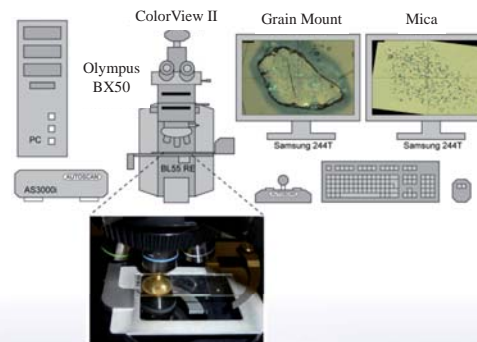 ColorView II
Grain Mount
Mica
Olympus
BX50
PC
Samsung 244T
Samsung 244T
AUTOSCAN
AS3000i
BL55 RE